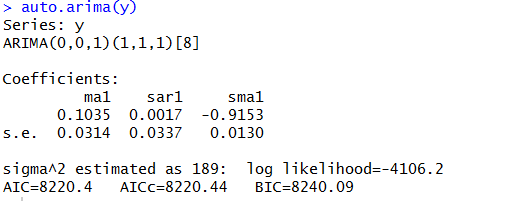 > auto.arima(y)
Series: y
ARIMA(0,0,1)(1,1,1)[8]
Coefficients:
ma1 sar1 sma1
0.1035 0.0017 -0.9153
s.e. 0.0314 0.0337 0.0130
sigma^2 estimated as 189: log likelihood=-4106.2
AIC=8220.4 AICc=8220.44 BIC=8240.09